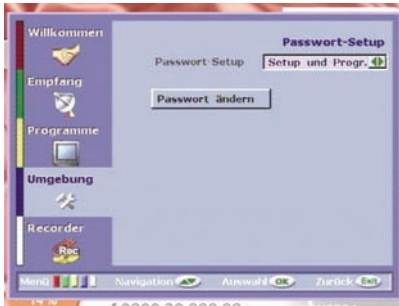 Willkommen
Passwort-Setup
Passwort-Setup Setup und Progr.
Empfang
Passwort ändern
Programme
Umgebung
Recorder
Rec
Menü Navigation Auswahl OK Zurück Exit
14 %